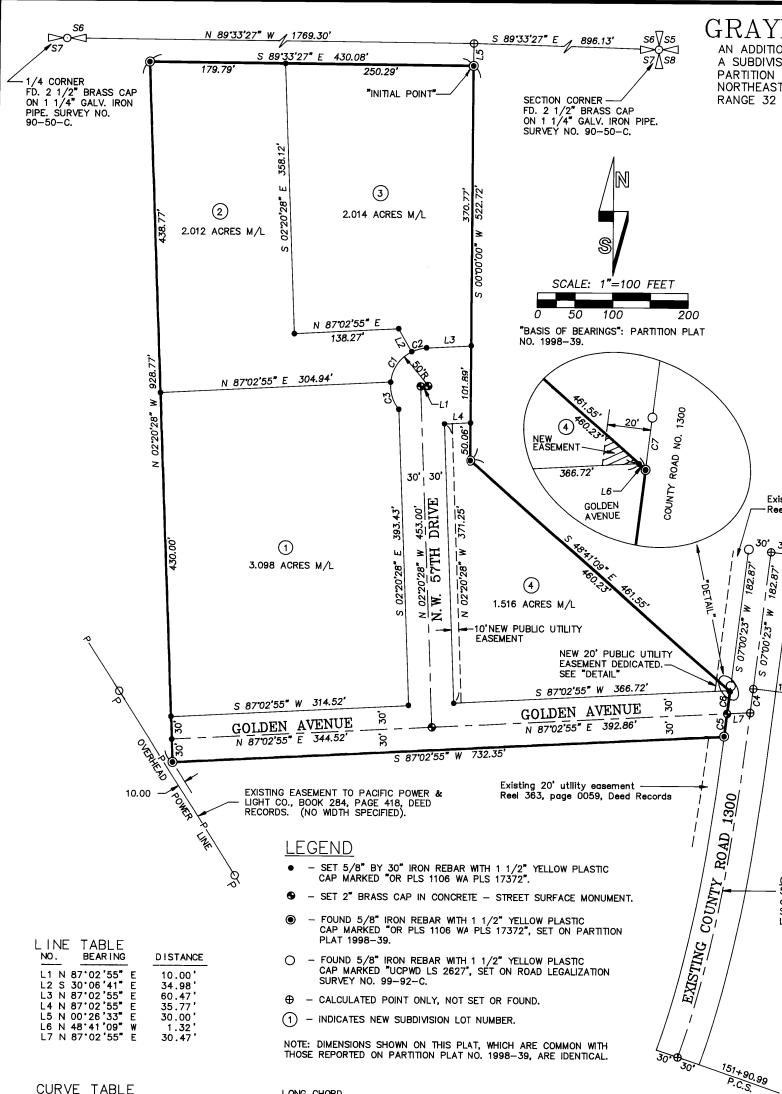 S6
S7
N 89°33'27" W 1769.30'
S 89°33'27" E 430.08'
179.79'
250.29'
L5
S 89°33'27" E 896.13'
S6 S5
S7 S8
GRAY
AN ADDITIO
A SUBDIVIS
PARTITION
NORTHEAST
RANGE 32
1/4 CORNER
FD. 2 1/2" BRASS CAP
ON 1 1/4" GALV. IRON
PIPE. SURVEY NO.
90-50-C.
"INITIAL POINT"
SECTION CORNER
FD. 2 1/2" BRASS CAP
ON 1 1/4" GALV. IRON PIPE.
SURVEY NO. 90-50-C.
438.77'
S 02°20'28" E 358.12'
2
2.012 ACRES M/L
3
2.014 ACRES M/L
370.77'
S 00°00'00" W 522.72'
N
S
SCALE: 1"=100 FEET
0 50 100 200
"BASIS OF BEARINGS": PARTITION PLAT
NO. 1998-39.
N 87°02'55" E
138.27'
L2
C2
L3
C1
50'R
C3
L1
N 87°02'55" E 304.94'
101.89'
L4
50.06'
N 02°20'28" W 928.77'
430.00'
1
3.098 ACRES M/L
S 02°20'28" E 393.43'
30' 30'
N 02°20'28" W 453.00'
N.W. 57TH DRIVE
N 02°20'28" W 371.25'
10' NEW PUBLIC UTILITY
EASEMENT
S 48°41'09" E 461.55'
460.23'
4
1.516 ACRES M/L
461.55'
460.23'
20'
4
NEW
EASEMENT
366.72'
L6
GOLDEN
AVENUE
C7
COUNTY ROAD NO. 1300
"DETAIL"
Exis
Ree
30'
S 07°00'23" W 182.87'
S 07°00'23" W 182.87'
NEW 20' PUBLIC UTILITY
EASEMENT DEDICATED.
SEE "DETAIL"
S 87°02'55" W 314.52'
S 87°02'55" W 366.72'
C6
C4
C5
L7
30'
30'
GOLDEN AVENUE
N 87°02'55" E 344.52'
30'
30'
GOLDEN AVENUE
N 87°02'55" E 392.86'
30'
30'
S 87°02'55" W 732.35'
P
P
P
P
P
OVERHEAD POWER LINE
10.00
EXISTING EASEMENT TO PACIFIC POWER &
LIGHT CO., BOOK 284, PAGE 418, DEED
RECORDS. (NO WIDTH SPECIFIED).
Existing 20' utility easement
Reel 363, page 0059, Deed Records
EXISTING COUNTY ROAD 1300
30'
30'
151+90.99
P.C.S.
LEGEND
– SET 5/8" BY 30" IRON REBAR WITH 1 1/2" YELLOW PLASTIC
CAP MARKED "OR PLS 1106 WA PLS 17372".
– SET 2" BRASS CAP IN CONCRETE – STREET SURFACE MONUMENT.
– FOUND 5/8" IRON REBAR WITH 1 1/2" YELLOW PLASTIC
CAP MARKED "OR PLS 1106 WA PLS 17372", SET ON PARTITION
PLAT 1998-39.
– FOUND 5/8" IRON REBAR WITH 1 1/2" YELLOW PLASTIC
CAP MARKED "UCPWD LS 2627", SET ON ROAD LEGALIZATION
SURVEY NO. 99-92-C.
– CALCULATED POINT ONLY, NOT SET OR FOUND.
1 – INDICATES NEW SUBDIVISION LOT NUMBER.
NOTE: DIMENSIONS SHOWN ON THIS PLAT, WHICH ARE COMMON WITH
THOSE REPORTED ON PARTITION PLAT NO. 1998-39, ARE IDENTICAL.
LINE TABLE
NO. BEARING DISTANCE
L1 N 87°02'55" E 10.00'
L2 S 30°06'41" E 34.98'
L3 N 87°02'55" E 60.47'
L4 N 87°02'55" E 35.77'
L5 N 00°26'33" E 30.00'
L6 N 48°41'09" W 1.32'
L7 N 87°02'55" E 30.47'
CURVE TABLE
LONG CHORD